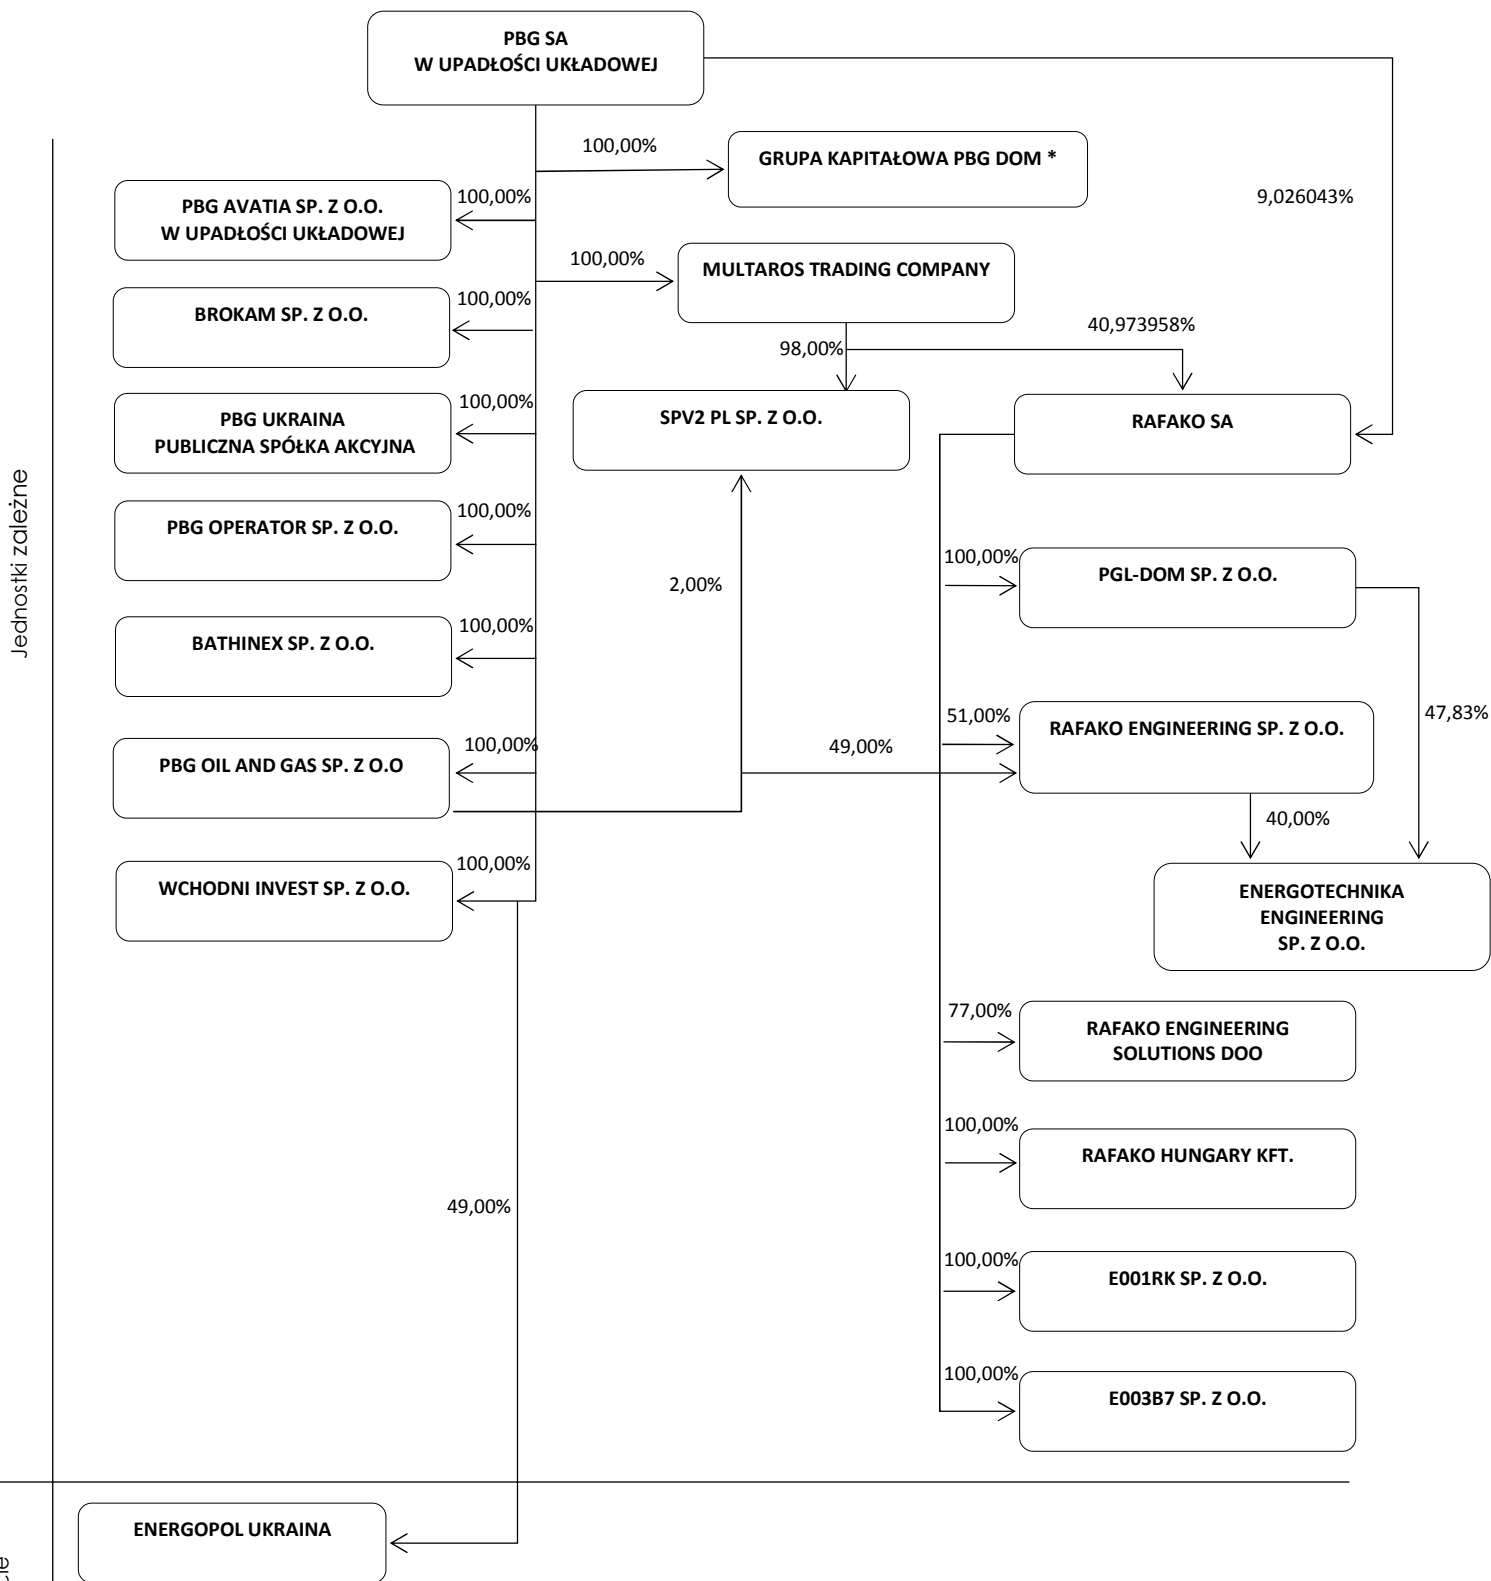 PBG SA
W UPADŁOŚCI UKŁADOWEJ
100,00%
GRUPA KAPITAŁOWA PBG DOM *
9,026043%
PBG AVATIA SP. Z O.O.
W UPADŁOŚCI UKŁADOWEJ
100,00%
100,00%
MULTAROS TRADING COMPANY
BROKAM SP. Z O.O.
100,00%
40,973958%
98,00%
PBG UKRAINA
PUBLICZNA SPÓŁKA AKCYJNA
100,00%
SPV2 PL SP. Z O.O.
RAFAKO SA
Jednostki zależne
PBG OPERATOR SP. Z O.O.
100,00%
2,00%
100,00%
PGL-DOM SP. Z O.O.
BATHINEX SP. Z O.O.
100,00%
51,00%
RAFAKO ENGINEERING SP. Z O.O.
47,83%
PBG OIL AND GAS SP. Z O.O
100,00%
49,00%
40,00%
WCHODNI INVEST SP. Z O.O.
100,00%
ENERGOTECHNIKA
ENGINEERING
SP. Z O.O.
77,00%
RAFAKO ENGINEERING
SOLUTIONS DOO
100,00%
RAFAKO HUNGARY KFT.
49,00%
100,00%
E001RK SP. Z O.O.
100,00%
E003B7 SP. Z O.O.
ENERGOPOL UKRAINA